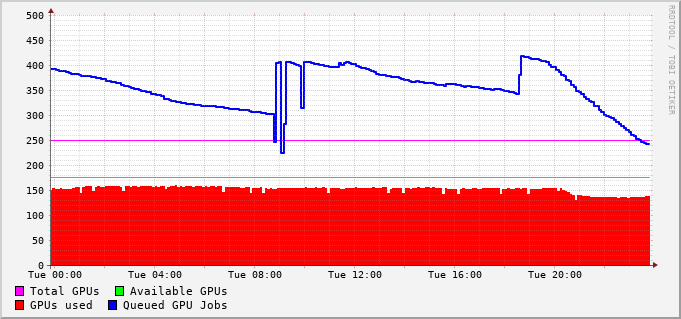 500
450
400
350
300
250
200
150
100
50
0
Tue 00:00 Tue 04:00 Tue 08:00 Tue 12:00 Tue 16:00 Tue 20:00
Total GPUs Available GPUs
GPUs used Queued GPU Jobs
RRDTOOL / TOBI OETIKER